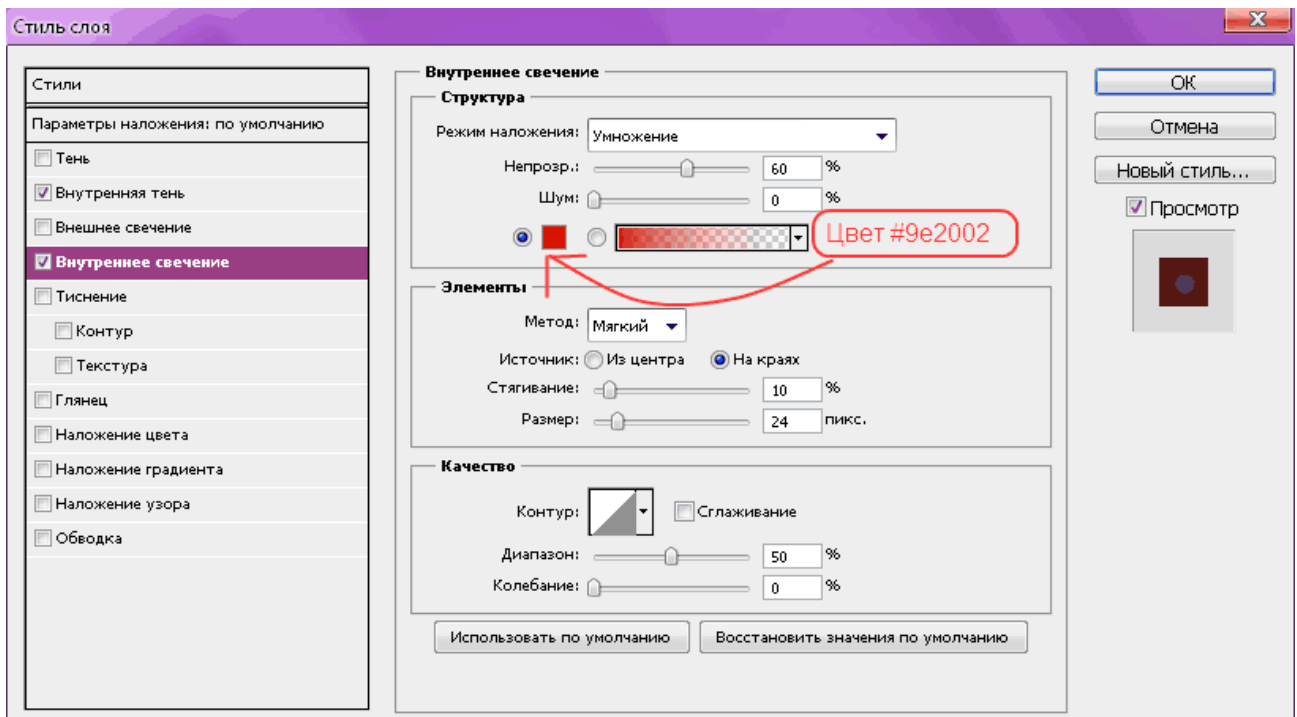 Стиль слоя
Стили
Параметры наложения: по умолчанию
Тень
Внутренняя тень
Внешнее свечение
Внутреннее свечение
Тиснение
Контур
Текстура
Глянец
Наложение цвета
Наложение градиента
Наложение узора
Обводка
Внутреннее свечение
Структура
Режим наложения: Умножение
Непрозр.: 60 %
Шум: 0 %
Цвет #9e2002
Элементы
Метод: Мягкий
Источник: Из центра На краях
Стягивание: 10 %
Размер: 24 пикс.
Качество
Контур: Сглаживание
Диапазон: 50 %
Колебание: 0 %
Использовать по умолчанию Восстановить значения по умолчанию
ОК
Отмена
Новый стиль...
Просмотр